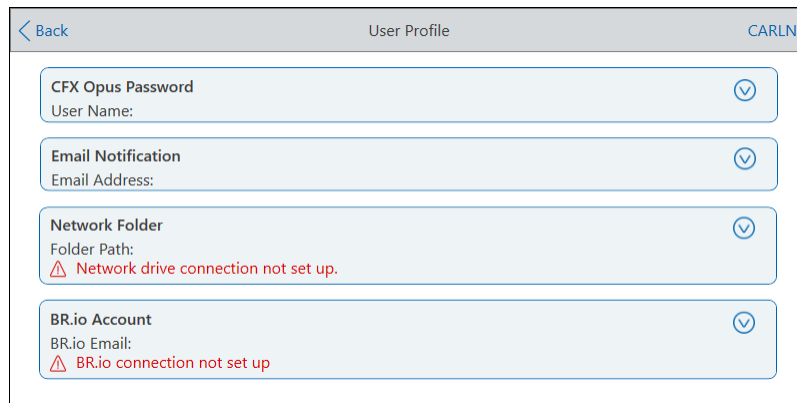 Back
User Profile
CARLN
CFX Opus Password
User Name:
Email Notification
Email Address:
Network Folder
Folder Path:
Network drive connection not set up.
BR.io Account
BR.io Email:
BR.io connection not set up